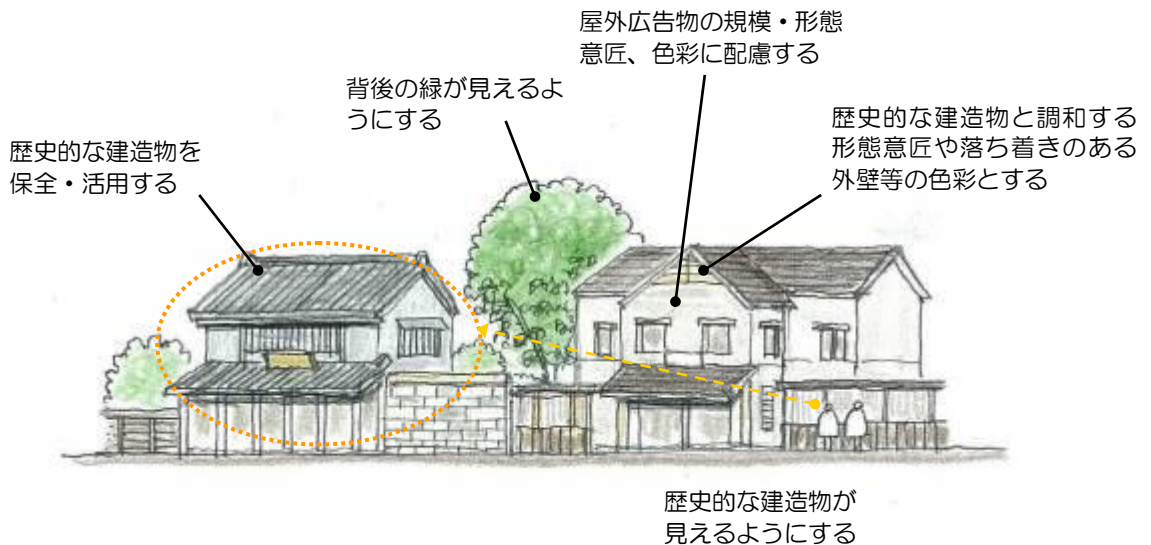 屋外広告物の規模・形態
意匠、色彩に配慮する
背後の緑が見えるよ
うにする
歴史的な建造物と調和する
形態意匠や落ち着きのある
外壁等の色彩とする
歴史的な建造物を
保全・活用する
歴史的な建造物が
見えるようにする